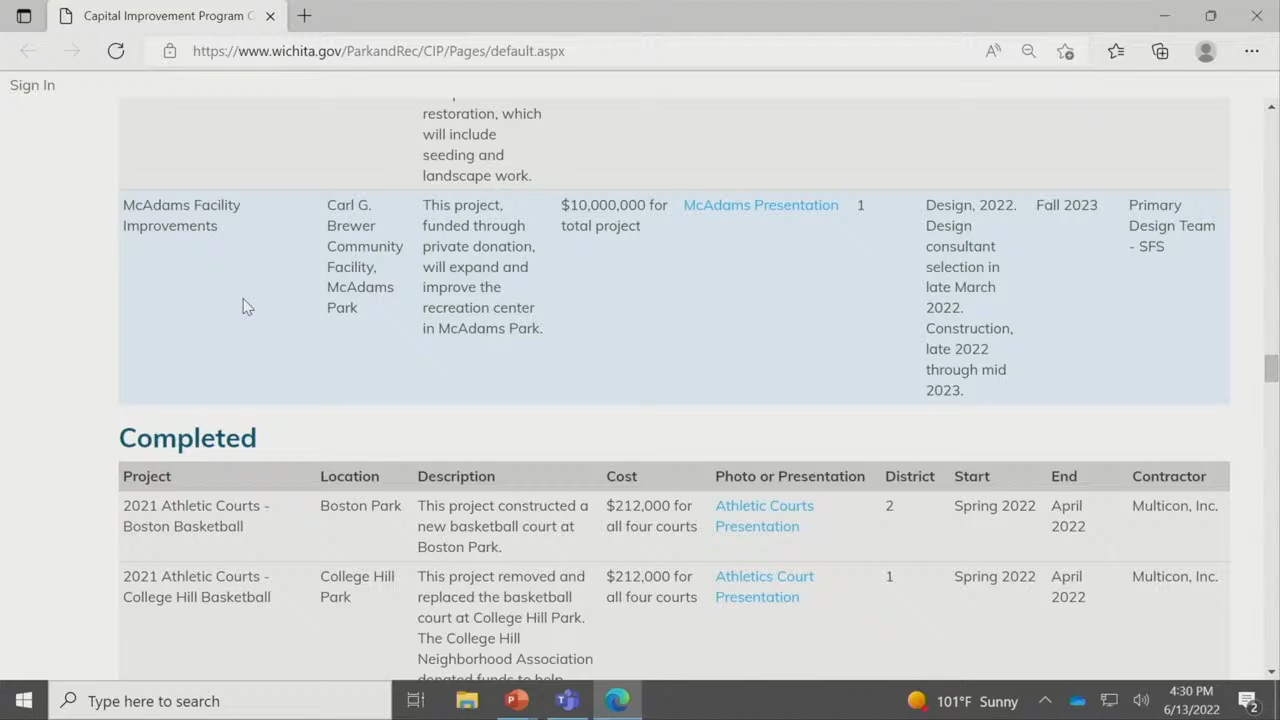 Capital Improvement Program C
https://www.wichita.gov/ParkandRec/CIP/Pages/default.aspx
Sign In
restoration, which
will include
seeding and
landscape work.
McAdams Facility
Improvements
Carl G.
Brewer
Community
Facility,
McAdams
Park
This project,
funded through
private donation,
will expand and
improve the
recreation center
in McAdams Park.
$10,000,000 for
total project
McAdams Presentation
1
Design, 2022.
Design
consultant
selection in
late March
2022.
Construction,
late 2022
through mid
2023.
Fall 2023
Primary
Design Team
- SFS
Completed
Project Location Description Cost Photo or Presentation District Start End Contractor
2021 Athletic Courts -
Boston Basketball
Boston Park
This project constructed a
new basketball court at
Boston Park.
$212,000 for
all four courts
Athletic Courts
Presentation
2
Spring 2022
April
2022
Multicon, Inc.
2021 Athletic Courts -
College Hill Basketball
College Hill
Park
This project removed and
replaced the basketball
court at College Hill Park.
The College Hill
Neighborhood Association
donated funds to help
$212,000 for
all four courts
Athletics Court
Presentation
1
Spring 2022
April
2022
Multicon, Inc.
Type here to search
101°F Sunny
4:30 PM
6/13/2022
2